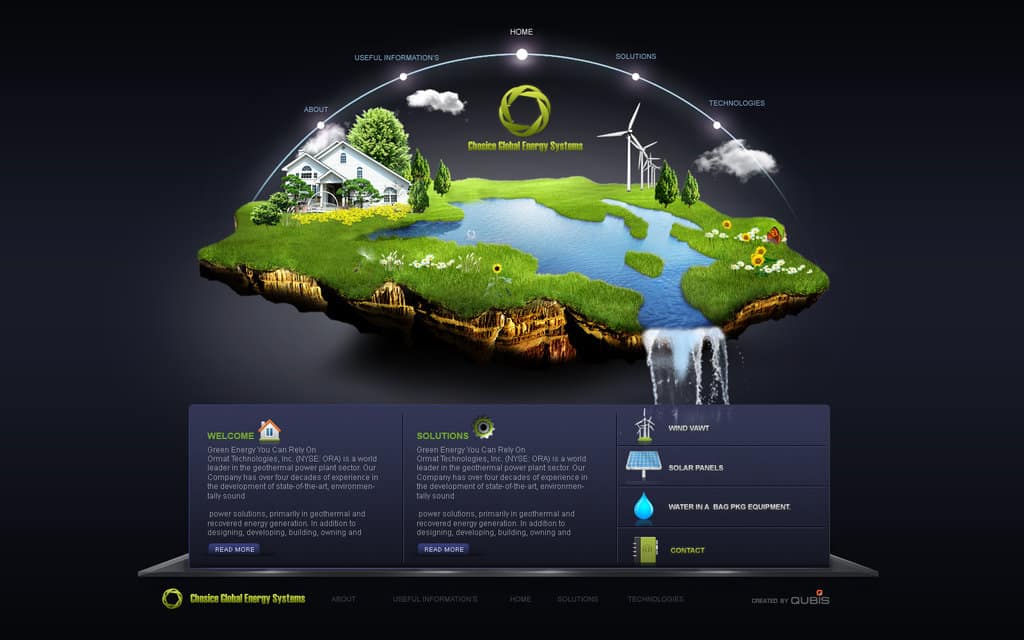 HOME
USEFUL INFORMATION'S
SOLUTIONS
ABOUT
TECHNOLOGIES
Chosice Global Energy Systems
WELCOME
Green Energy You Can Rely On
Ormat Technologies, Inc. (NYSE: ORA) is a world
leader in the geothermal power plant sector. Our
Company has over four decades of experience in
the development of state-of-the-art, environmen-
tally sound
power solutions, primarily in geothermal and
recovered energy generation. In addition to
designing, developing, building, owning and
READ MORE
SOLUTIONS
Green Energy You Can Rely On
Ormat Technologies, Inc. (NYSE: ORA) is a world
leader in the geothermal power plant sector. Our
Company has over four decades of experience in
the development of state-of-the-art, environmen-
tally sound
power solutions, primarily in geothermal and
recovered energy generation. In addition to
designing, developing, building, owning and
READ MORE
WIND VAWT
SOLAR PANELS
WATER IN A BAG PKG EQUIPMENT.
CONTACT
Chosice Global Energy Systems
ABOUT
USEFUL INFORMATION'S
HOME
SOLUTIONS
TECHNOLOGIES
CREATED BY QUBIS